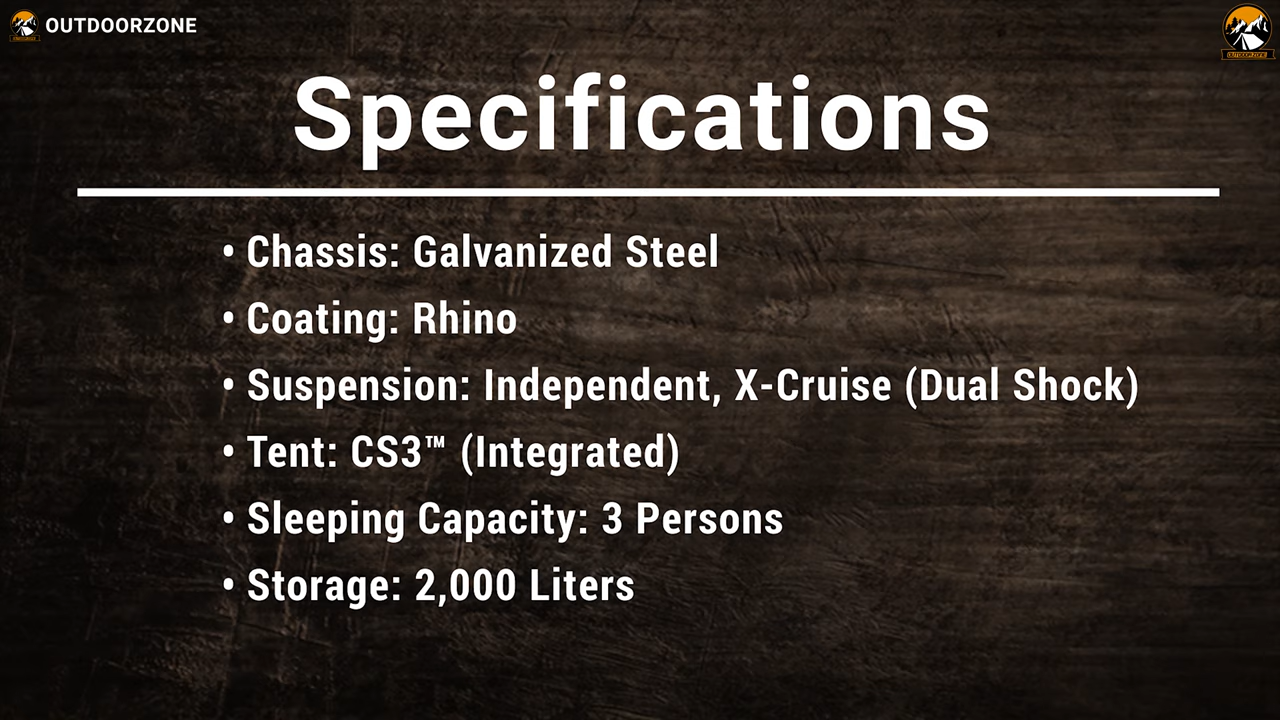 OUTDOORZONE
OUTDOORZONE
Specifications
• Chassis: Galvanized Steel
• Coating: Rhino
• Suspension: Independent, X-Cruise (Dual Shock)
• Tent: CS3™ (Integrated)
• Sleeping Capacity: 3 Persons
• Storage: 2,000 Liters